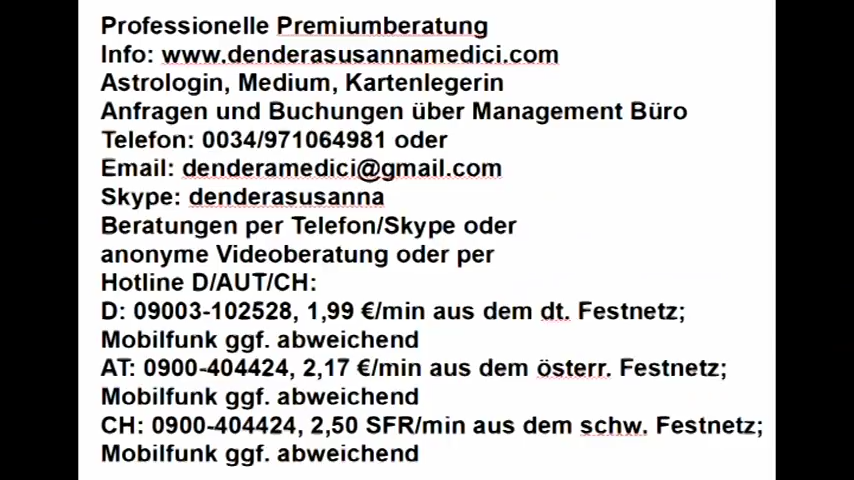 Professionelle Premiumberatung
Info: www.denderasusannamedici.com
Astrologin, Medium, Kartenlegerin
Anfragen und Buchungen über Management Büro
Telefon: 0034/971064981 oder
Email: denderamedici@gmail.com
Skype: denderasusanna
Beratungen per Telefon/Skype oder
anonyme Videoberatung oder per
Hotline D/AUT/CH:
D: 09003-102528, 1,99 €/min aus dem dt. Festnetz;
Mobilfunk ggf. abweichend
AT: 0900-404424, 2,17 €/min aus dem österr. Festnetz;
Mobilfunk ggf. abweichend
CH: 0900-404424, 2,50 SFR/min aus dem schw. Festnetz;
Mobilfunk ggf. abweichend